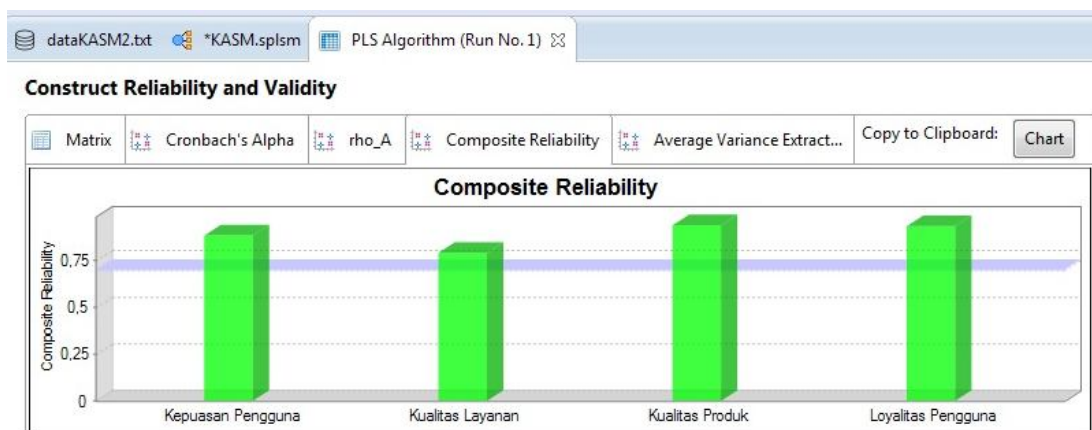 dataKASM2.txt *KASM.splsm PLS Algorithm (Run No. 1)
Construct Reliability and Validity
Matrix Cronbach's Alpha rho_A Composite Reliability Average Variance Extract... Copy to Clipboard: Chart
Composite Reliability
Composite Reliability
0,75
0,5
0,25
0
Kepuasan Pengguna Kualitas Layanan Kualitas Produk Loyalitas Pengguna